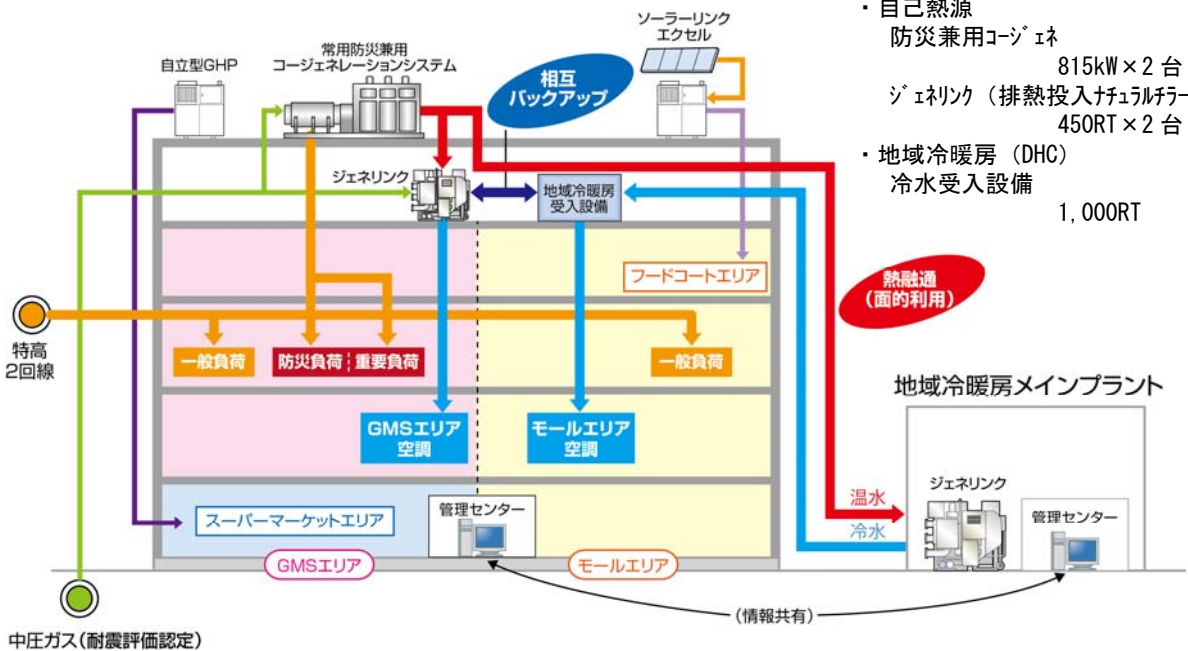 ・自己熱源
防災兼用コージェネ
815kW×2 台
ジェネリンク（排熱投入ナチュラルチラー
450RT×2 台
・地域冷暖房（DHC）
冷水受入設備
1,000RT
ソーラーリンク
エクセル
常用防災兼用
コージェネレーションシステム
自立型GHP
相互
バックアップ
ジェネリンク
地域冷暖房
受入設備
フードコートエリア
熱融通
（面的利用）
特高
2回線
一般負荷
防災負荷
重要負荷
一般負荷
地域冷暖房メインプラント
GMSエリア
空調
モールエリア
空調
ジェネリンク
温水
冷水
管理センター
管理センター
スーパーマーケットエリア
GMSエリア
モールエリア
（情報共有）
中圧ガス（耐震評価認定）